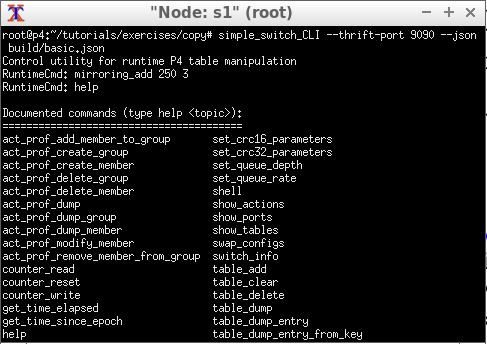 "Node: s1" (root)
root@p4:~/tutorials/exercises/copy# simple_switch_CLI --thrift-port 9090 --json
build/basic.json
Control utility for runtime P4 table manipulation
RuntimeCmd: mirroring_add 250 3
RuntimeCmd: help
Documented commands (type help <topic>):
========================================
act_prof_add_member_to_group set_crc16_parameters
act_prof_create_group set_crc32_parameters
act_prof_create_member set_queue_depth
act_prof_delete_group set_queue_rate
act_prof_delete_member shell
act_prof_dump show_actions
act_prof_dump_group show_ports
act_prof_dump_member show_tables
act_prof_modify_member swap_configs
act_prof_remove_member_from_group switch_info
counter_read table_add
counter_reset table_clear
counter_write table_delete
get_time_elapsed table_dump
get_time_since_epoch table_dump_entry
help table_dump_entry_from_key